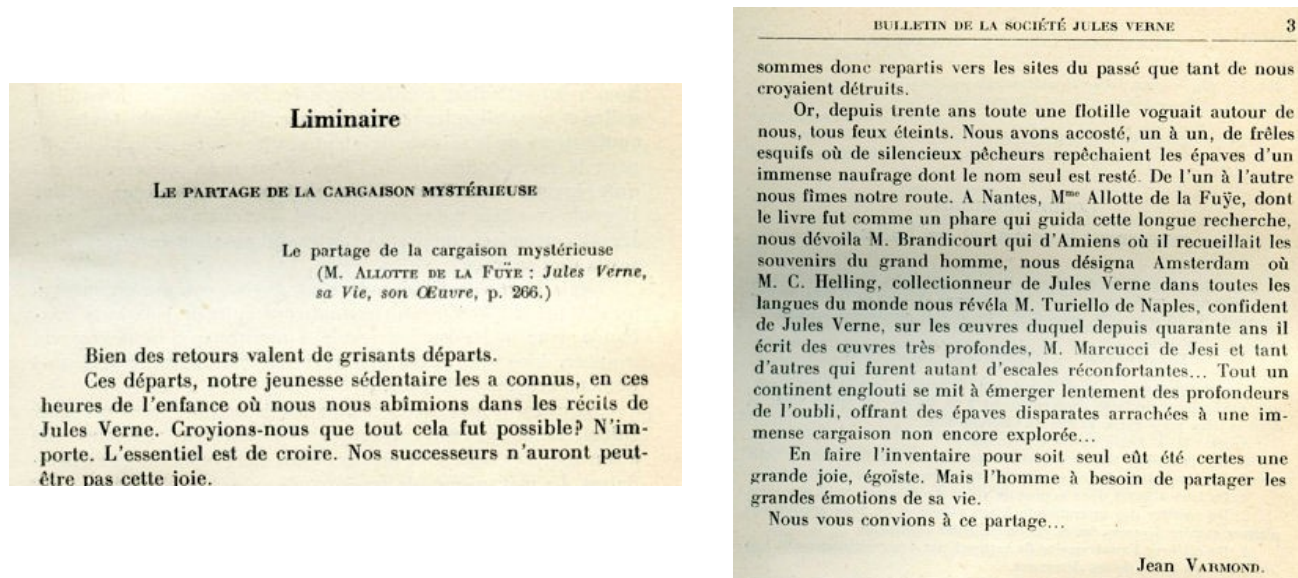 Liminaire
LE PARTAGE DE LA CARGAISON MYSTÉRIEUSE
Le partage de la cargaison mystérieuse
(M. ALLOTTE DE LA FUŸE : Jules Verne,
sa Vie, son Œuvre, p. 266.)
Bien des retours valent de grisants départs.
Ces départs, notre jeunesse sédentaire les a connus, en ces
heures de l'enfance où nous nous abîmions dans les récits de
Jules Verne. Croyions-nous que tout cela fut possible? N'im-
porte. L'essentiel est de croire. Nos successeurs n'auront peut-
être pas cette joie.
BULLETIN DE LA SOCIÉTÉ JULES VERNE 3
sommes donc repartis vers les sites du passé que tant de nous
croyaient détruits.
Or, depuis trente ans toute une flotille voguait autour de
nous, tous feux éteints. Nous avons accosté, un à un, de frêles
esquifs où de silencieux pêcheurs repêchaient les épaves d'un
immense naufrage dont le nom seul est resté. De l'un à l'autre
nous fîmes notre route. A Nantes, Mme Allotte de la Fuÿe, dont
le livre fut comme un phare qui guida cette longue recherche,
nous dévoila M. Brandicourt qui d'Amiens où il recueillait les
souvenirs du grand homme, nous désigna Amsterdam où
M. C. Helling, collectionneur de Jules Verne dans toutes les
langues du monde nous révéla M. Turiello de Naples, confident
de Jules Verne, sur les œuvres duquel depuis quarante ans il
écrit des œuvres très profondes, M. Marcucci de Jesi et tant
d'autres qui furent autant d'escales réconfortantes... Tout un
continent englouti se mit à émerger lentement des profondeurs
de l'oubli, offrant des épaves disparates arrachées à une im-
mense cargaison non encore explorée...
En faire l'inventaire pour soit seul eût été certes une
grande joie, égoïste. Mais l'homme à besoin de partager les
grandes émotions de sa vie.
Nous vous convions à ce partage...
Jean VARMOND.